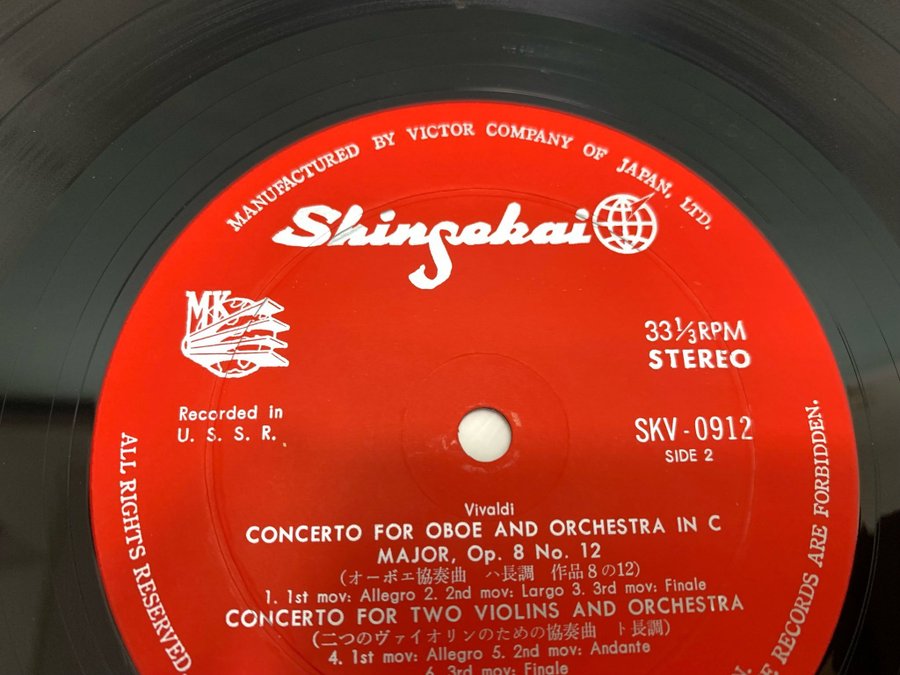 MANUFACTURED BY VICTOR COMPANY OF JAPAN, LTD.
Shinsekai
MK
33⅓RPM
STEREO
Recorded in
U. S. S. R.
SKV-0912
SIDE 2
Vivaldi
CONCERTO FOR OBOE AND ORCHESTRA IN C
MAJOR, Op. 8 No. 12
(オーボエ協奏曲 ハ長調 作品8の12)
1. 1st mov: Allegro 2. 2nd mov: Largo 3. 3rd mov: Finale
CONCERTO FOR TWO VIOLINS AND ORCHESTRA
(二つのヴァイオリンのための協奏曲 ト長調)
4. 1st mov: Allegro 5. 2nd mov: Andante
6. 3rd mov: Finale
ALL RIGHTS RESERVED
RECORDS ARE FORBIDDEN.